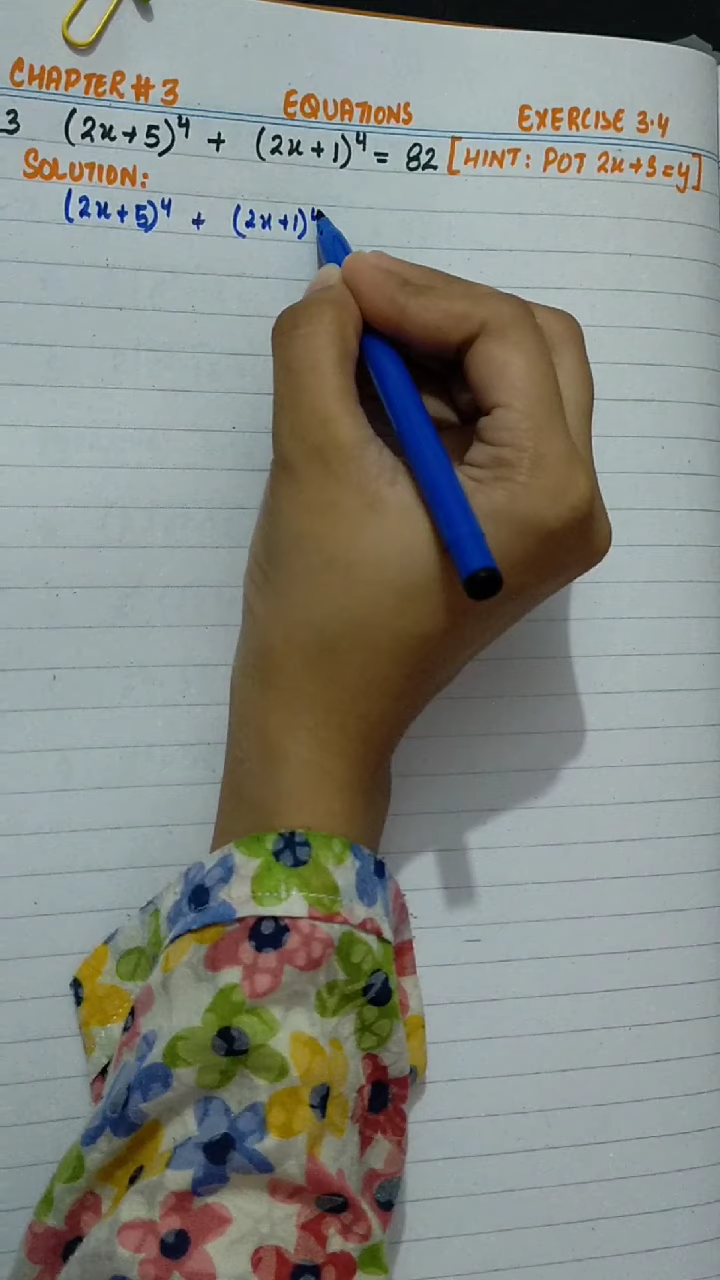 CHAPTER # 3 EQUATIONS EXERCISE 3.4
3 (2x+5)⁴ + (2x+1)⁴ = 82 [HINT: POT 2x+3=y]
SOLUTION:
(2x+5)⁴ + (2x+1)⁴